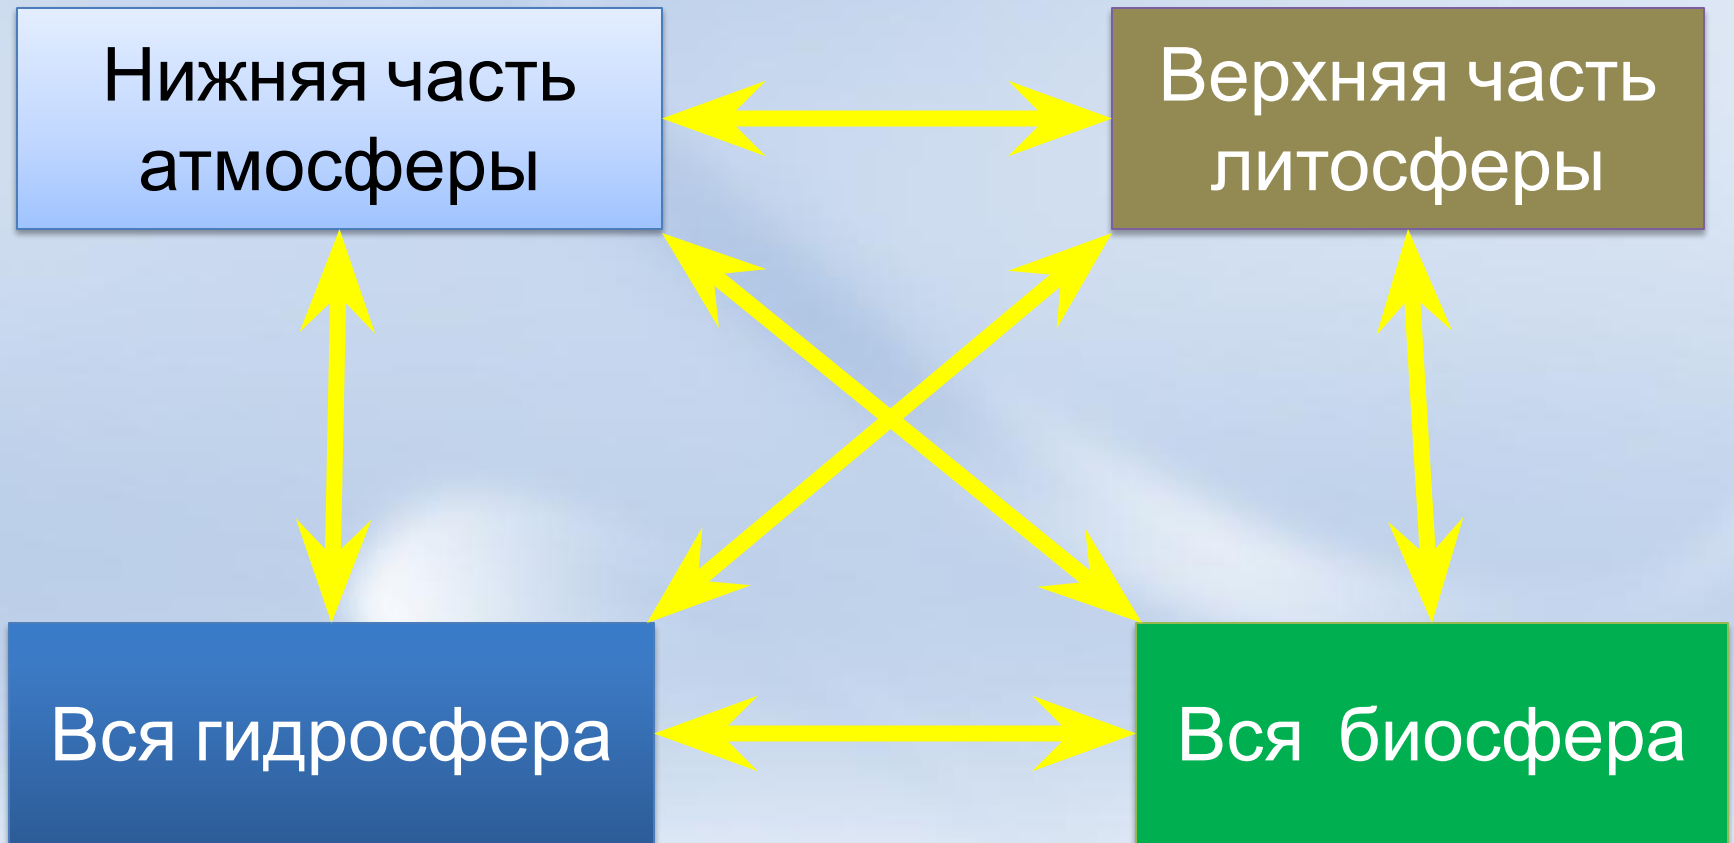 Нижняя часть
атмосферы
Верхняя часть
литосферы
Вся гидросфера
Вся биосфера